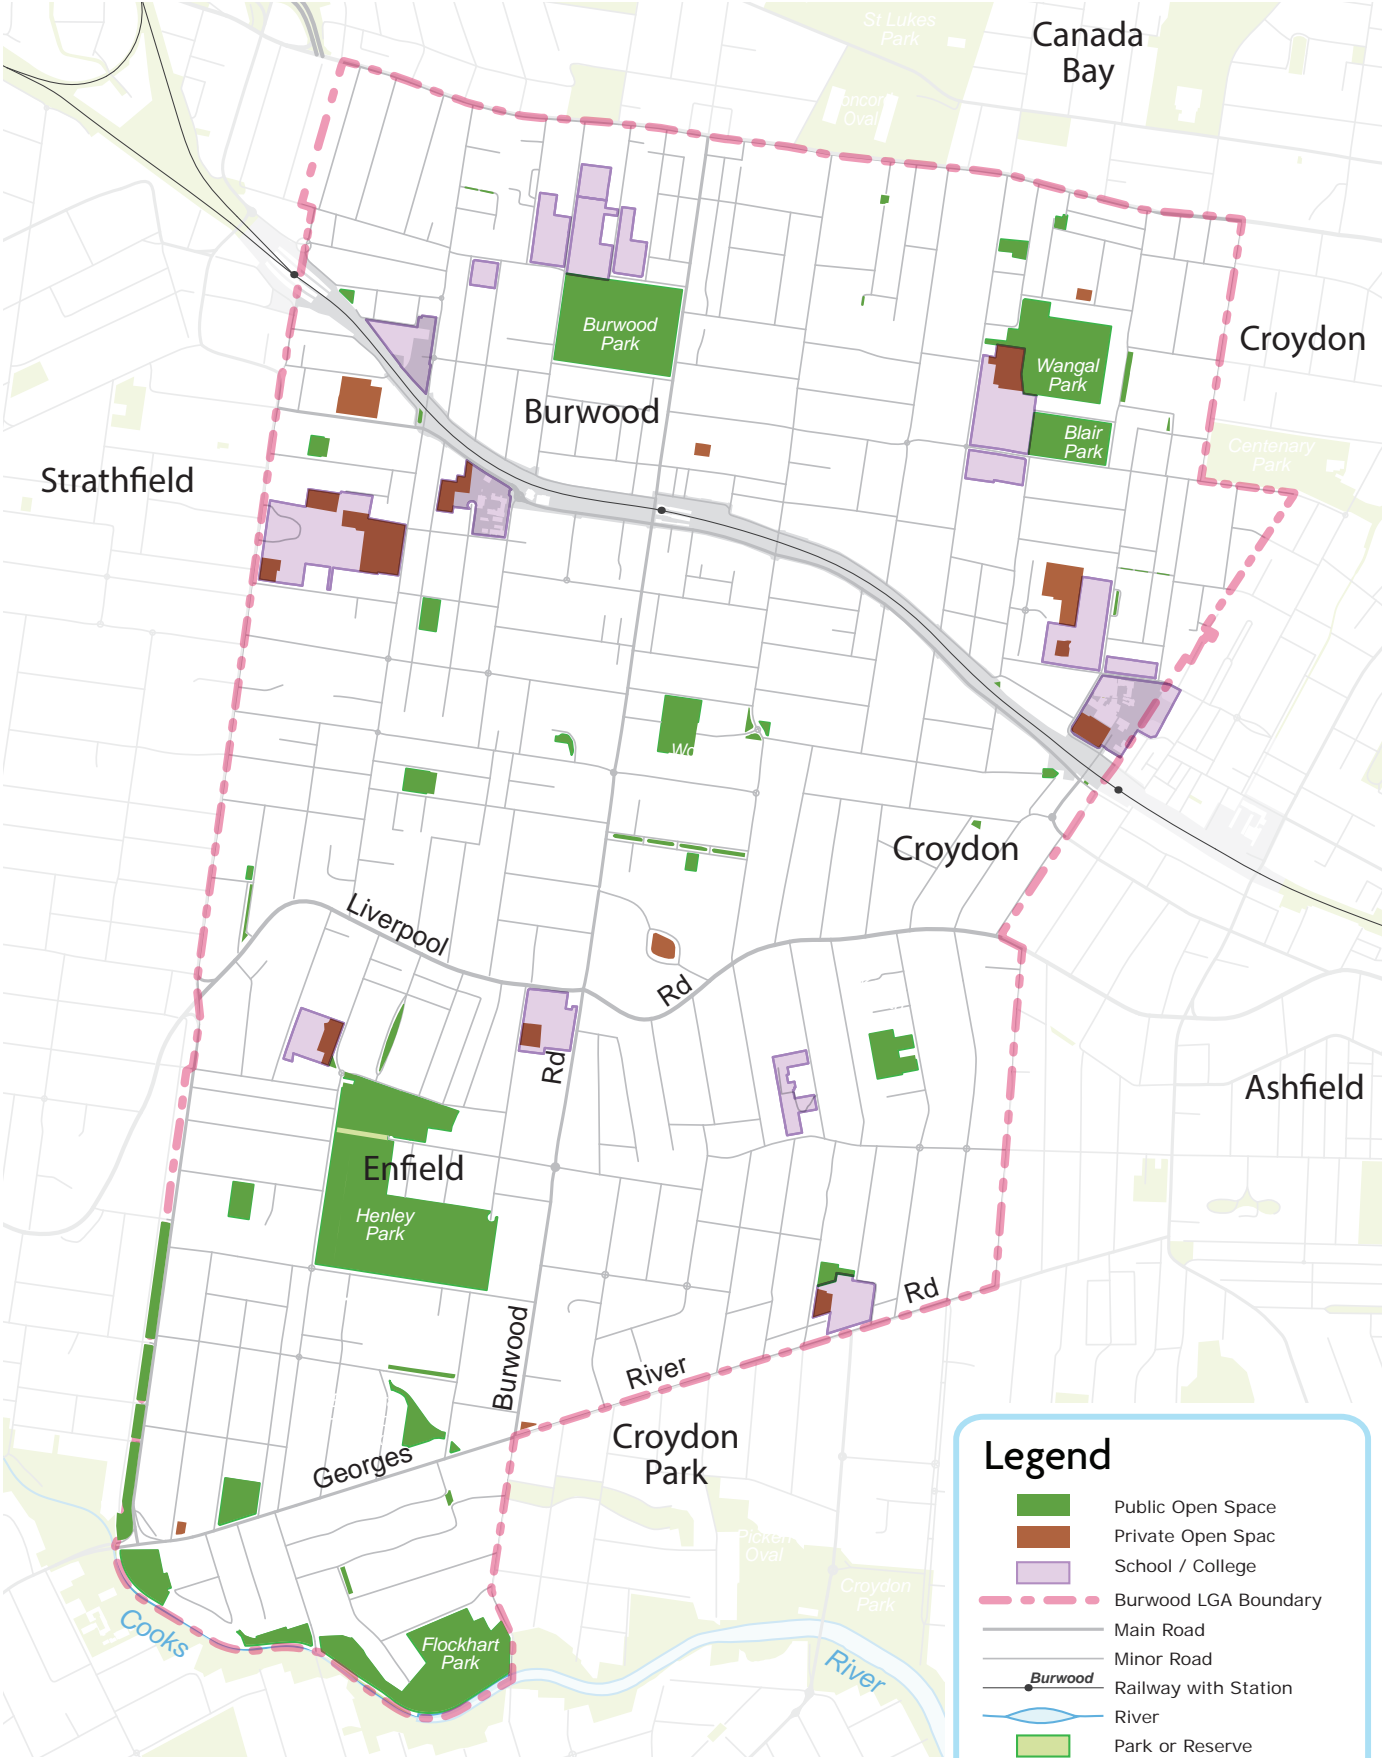 St Lukes
Park
Canada
Bay
Oval
Burwood
Park
Croydon
Wangal
Park
Burwood
Blair
Park
Centenary
Park
Strathfield
Wo
Croydon
Liverpool
Rd
Rd
Ashfield
Enfield
Henley
Park
Rd
Burwood
River
Croydon
Park
Georges
Oval
Croydon
Park
Cooks
Flockhart
Park
River
Legend
Public Open Space
Private Open Spac
School / College
Burwood LGA Boundary
Main Road
Minor Road
Burwood
Railway with Station
River
Park or Reserve